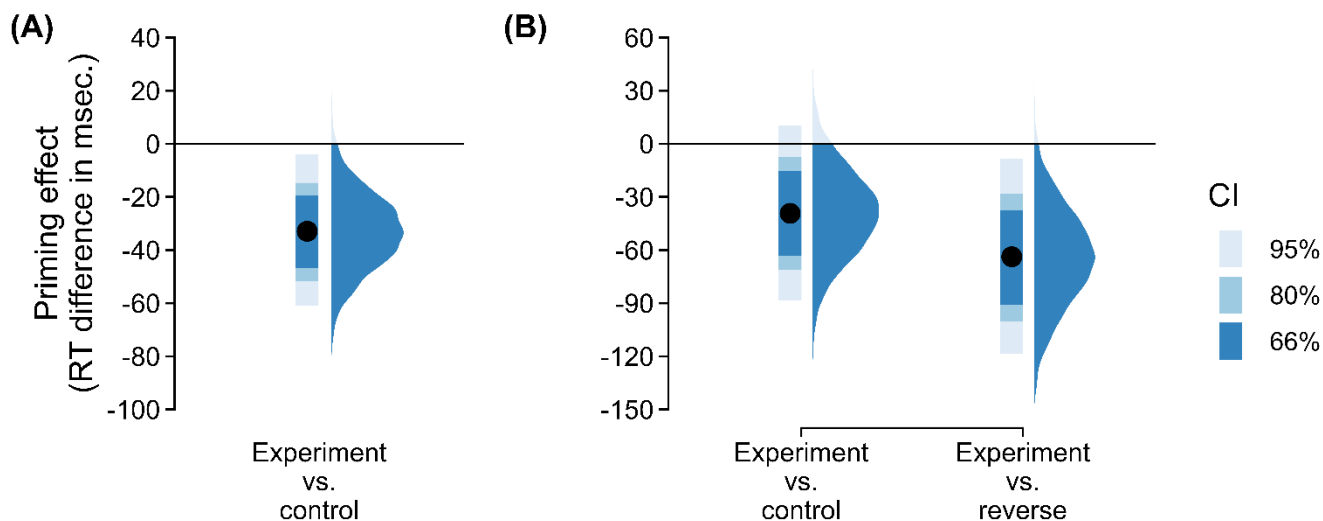 (A)
Priming effect
(RT difference in msec.)
40
20
0
-20
-40
-60
-80
-100
Experiment
vs.
control
(B)
60
30
0
-30
-60
-90
-120
-150
Experiment
vs.
control
Experiment
vs.
reverse
CI
95%
80%
66%